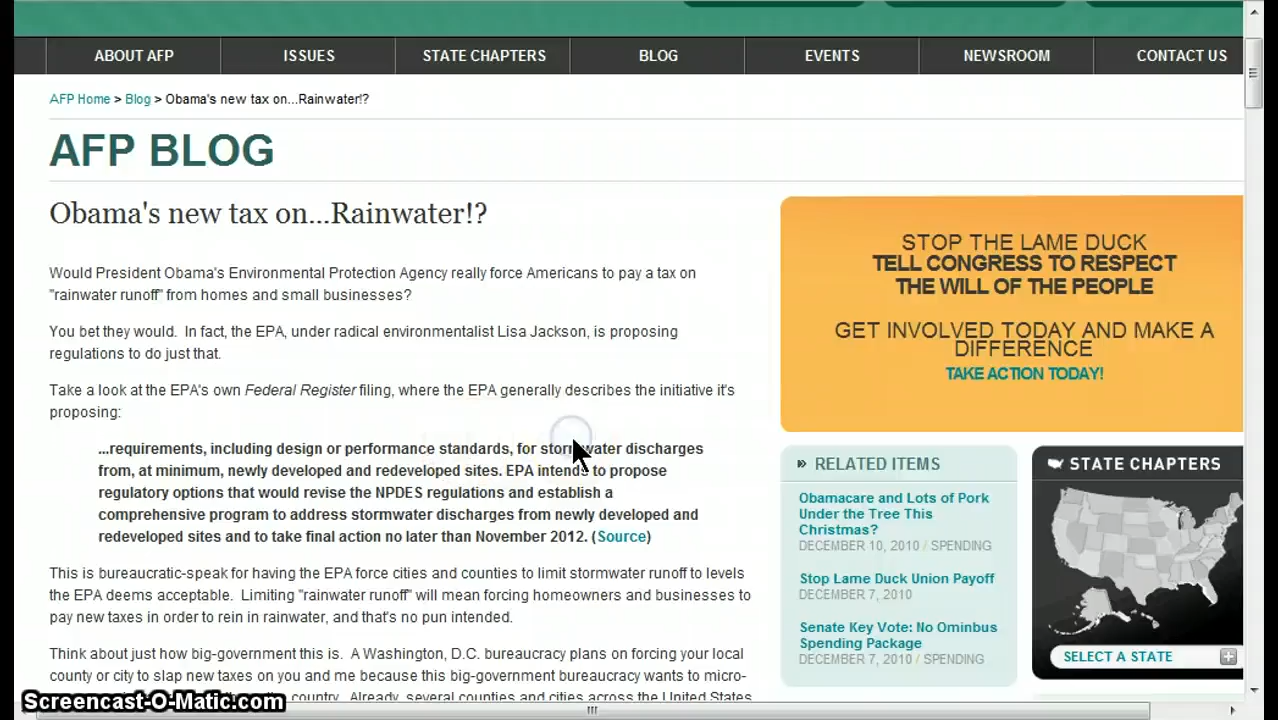 ABOUT AFP ISSUES STATE CHAPTERS BLOG EVENTS NEWSROOM CONTACT US
AFP Home > Blog > Obama's new tax on...Rainwater!?
AFP BLOG
Obama's new tax on...Rainwater!?
Would President Obama's Environmental Protection Agency really force Americans to pay a tax on
"rainwater runoff" from homes and small businesses?
You bet they would. In fact, the EPA, under radical environmentalist Lisa Jackson, is proposing
regulations to do just that.
Take a look at the EPA's own Federal Register filing, where the EPA generally describes the initiative it's
proposing:
...requirements, including design or performance standards, for stormwater discharges
from, at minimum, newly developed and redeveloped sites. EPA intends to propose
regulatory options that would revise the NPDES regulations and establish a
comprehensive program to address stormwater discharges from newly developed and
redeveloped sites and to take final action no later than November 2012. (Source)
This is bureaucratic-speak for having the EPA force cities and counties to limit stormwater runoff to levels
the EPA deems acceptable. Limiting "rainwater runoff" will mean forcing homeowners and businesses to
pay new taxes in order to rein in rainwater, and that's no pun intended.
Think about just how big-government this is. A Washington, D.C. bureaucracy plans on forcing your local
county or city to slap new taxes on you and me because this big-government bureaucracy wants to micro-
country. Already, several counties and cities across the United States
STOP THE LAME DUCK
TELL CONGRESS TO RESPECT
THE WILL OF THE PEOPLE
GET INVOLVED TODAY AND MAKE A
DIFFERENCE
TAKE ACTION TODAY!
» RELATED ITEMS
Obamacare and Lots of Pork
Under the Tree This
Christmas?
DECEMBER 10, 2010 / SPENDING
Stop Lame Duck Union Payoff
DECEMBER 7, 2010
Senate Key Vote: No Ominbus
Spending Package
DECEMBER 7, 2010 / SPENDING
STATE CHAPTERS
SELECT A STATE
Screencast-O-Matic.com